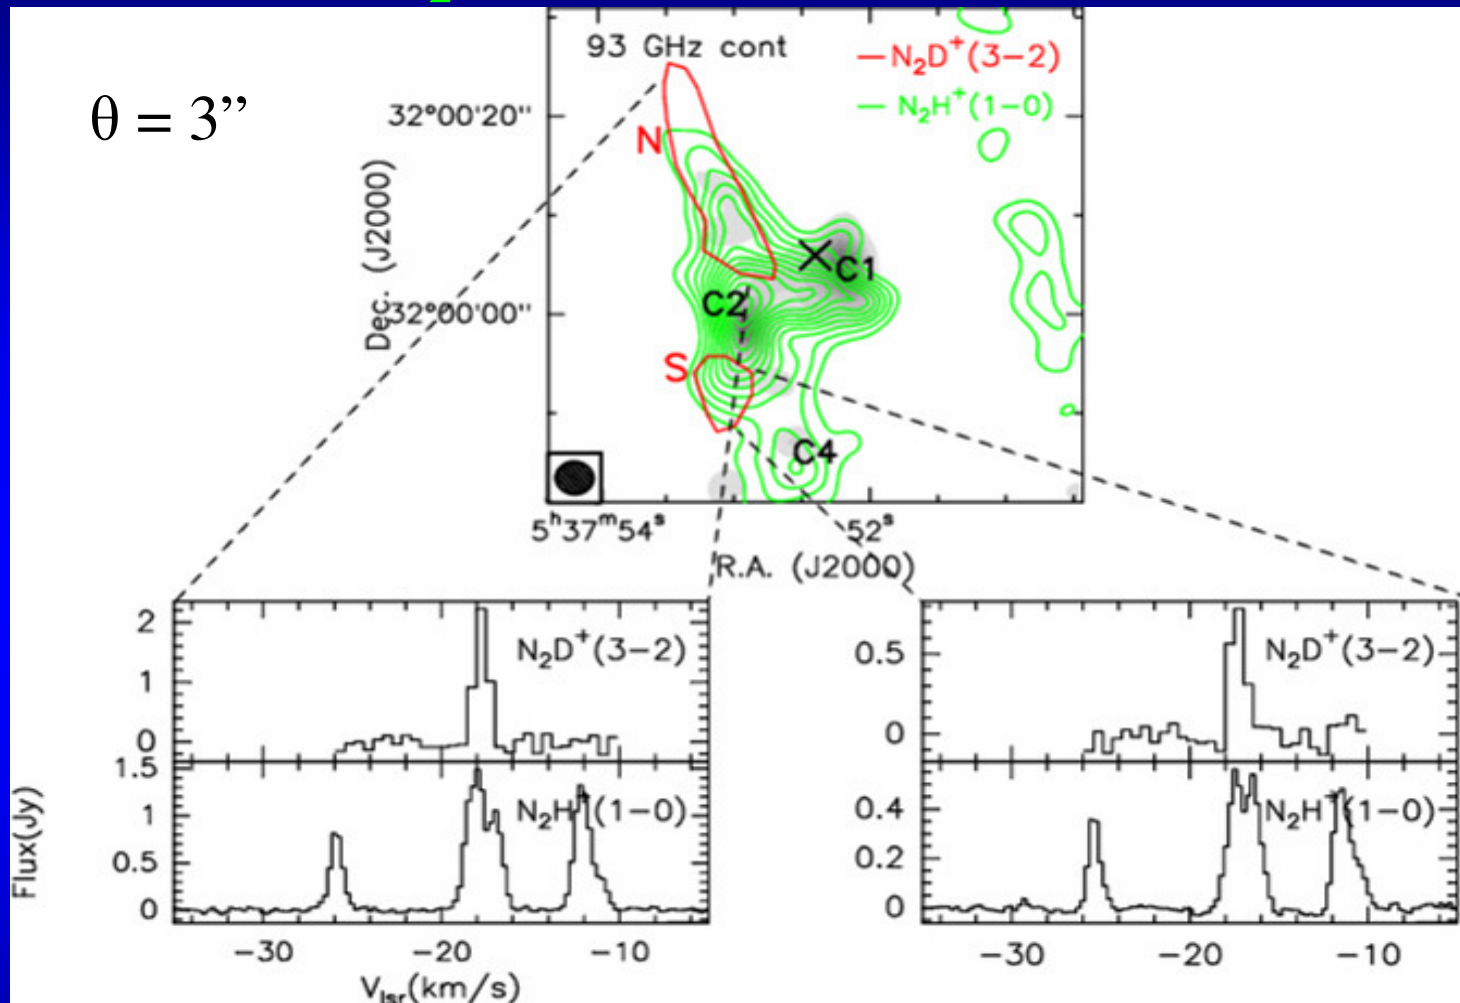 93 GHz cont
N₂D⁺(3−2)
N₂H⁺(1−0)
θ = 3”
32°00'20"
32°00'00"
Dec. (J2000)
N
C1
C2
S
C4
5ʰ37ᵐ54ˢ
52ˢ
R.A. (J2000)
2
1
0
N₂D⁺(3−2)
0.5
0
N₂D⁺(3−2)
1.5
1
0.5
0
N₂H⁺(1−0)
0.4
0.2
0
N₂H⁺(1−0)
Flux(Jy)
−30
−20
−10
−30
−20
−10
Vlsr(km/s)